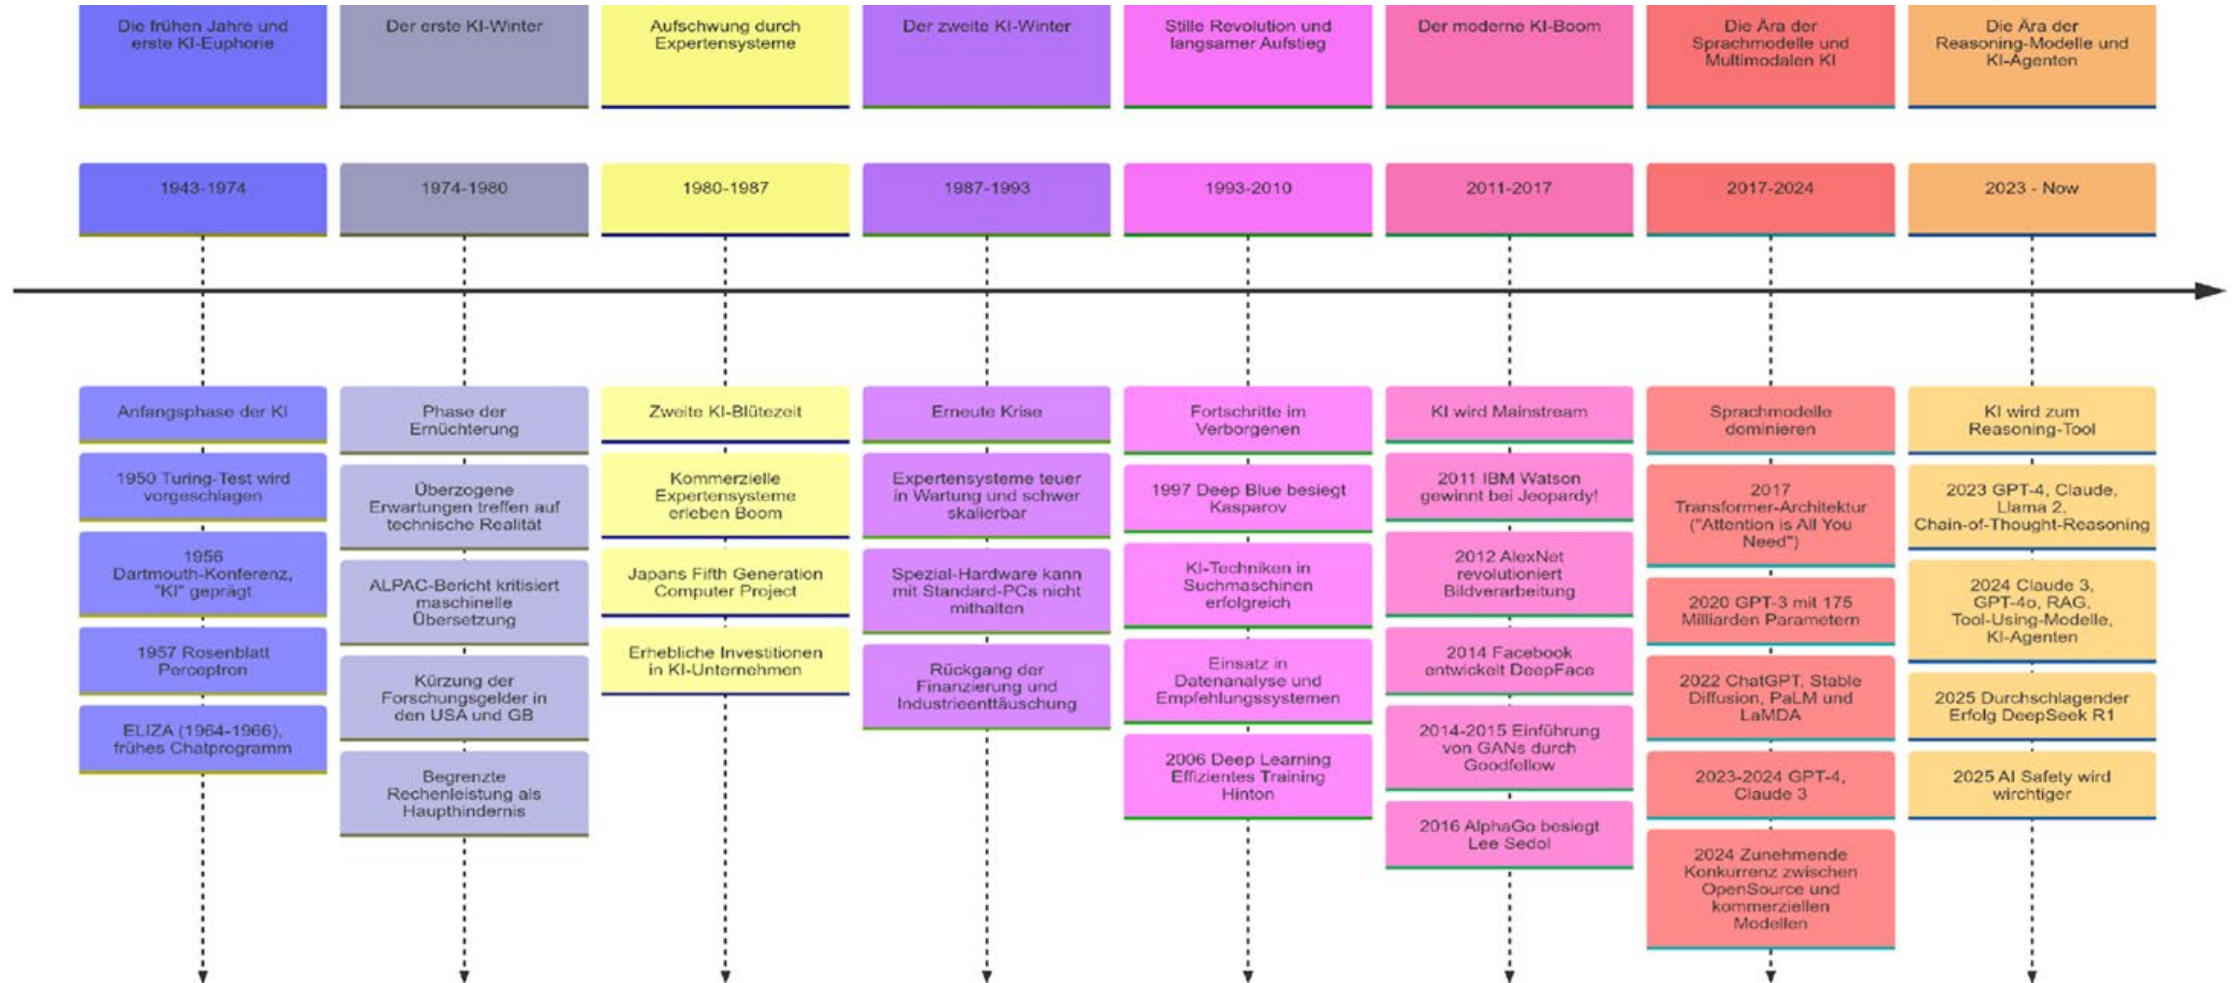 Die frühen Jahre und
erste KI-Euphorie
Der erste KI-Winter
Aufschwung durch
Expertensysteme
Der zweite KI-Winter
Stille Revolution und
langsamer Aufstieg
Der moderne KI-Boom
Die Ära der
Sprachmodelle und
Multimodalen KI
Die Ära der
Reasoning-Modelle und
KI-Agenten
1943-1974
1974-1980
1980-1987
1987-1993
1993-2010
2011-2017
2017-2024
2023 - Now
Anfangsphase der KI
1950 Turing-Test wird
vorgeschlagen
1956
Dartmouth-Konferenz,
"KI" geprägt
1957 Rosenblatt
Perceptron
ELIZA (1964-1966),
frühes Chatprogramm
Phase der
Ernüchterung
Überzogene
Erwartungen treffen auf
technische Realität
ALPAC-Bericht kritisiert
maschinelle
Übersetzung
Kürzung der
Forschungsgelder in
den USA und GB
Begrenzte
Rechenleistung als
Haupthindernis
Zweite KI-Blütezeit
Kommerzielle
Expertensysteme
erleben Boom
Japans Fifth Generation
Computer Project
Erhebliche Investitionen
in KI-Unternehmen
Erneute Krise
Expertensysteme teuer
in Wartung und schwer
skalierbar
Spezial-Hardware kann
mit Standard-PCs nicht
mithalten
Rückgang der
Finanzierung und
Industrieenttäuschung
Fortschritte im
Verborgenen
1997 Deep Blue besiegt
Kasparov
KI-Techniken in
Suchmaschinen
erfolgreich
Einsatz in
Datenanalyse und
Empfehlungssystemen
2006 Deep Learning
Effizientes Training
Hinton
KI wird Mainstream
2011 IBM Watson
gewinnt bei Jeopardy!
2012 AlexNet
revolutioniert
Bildverarbeitung
2014 Facebook
entwickelt DeepFace
2014-2015 Einführung
von GANs durch
Goodfellow
2016 AlphaGo besiegt
Lee Sedol
Sprachmodelle
dominieren
2017
Transformer-Architektur
("Attention is All You
Need")
2020 GPT-3 mit 175
Milliarden Parametern
2022 ChatGPT, Stable
Diffusion, PaLM und
LaMDA
2023-2024 GPT-4,
Claude 3
2024 Zunehmende
Konkurrenz zwischen
OpenSource und
kommerziellen
Modellen
KI wird zum
Reasoning-Tool
2023 GPT-4, Claude,
Llama 2,
Chain-of-Thought-Reasoning
2024 Claude 3,
GPT-4o, RAG,
Tool-Using-Modelle,
KI-Agenten
2025 Durchschlagender
Erfolg DeepSeek R1
2025 AI Safety wird
wirchtiger